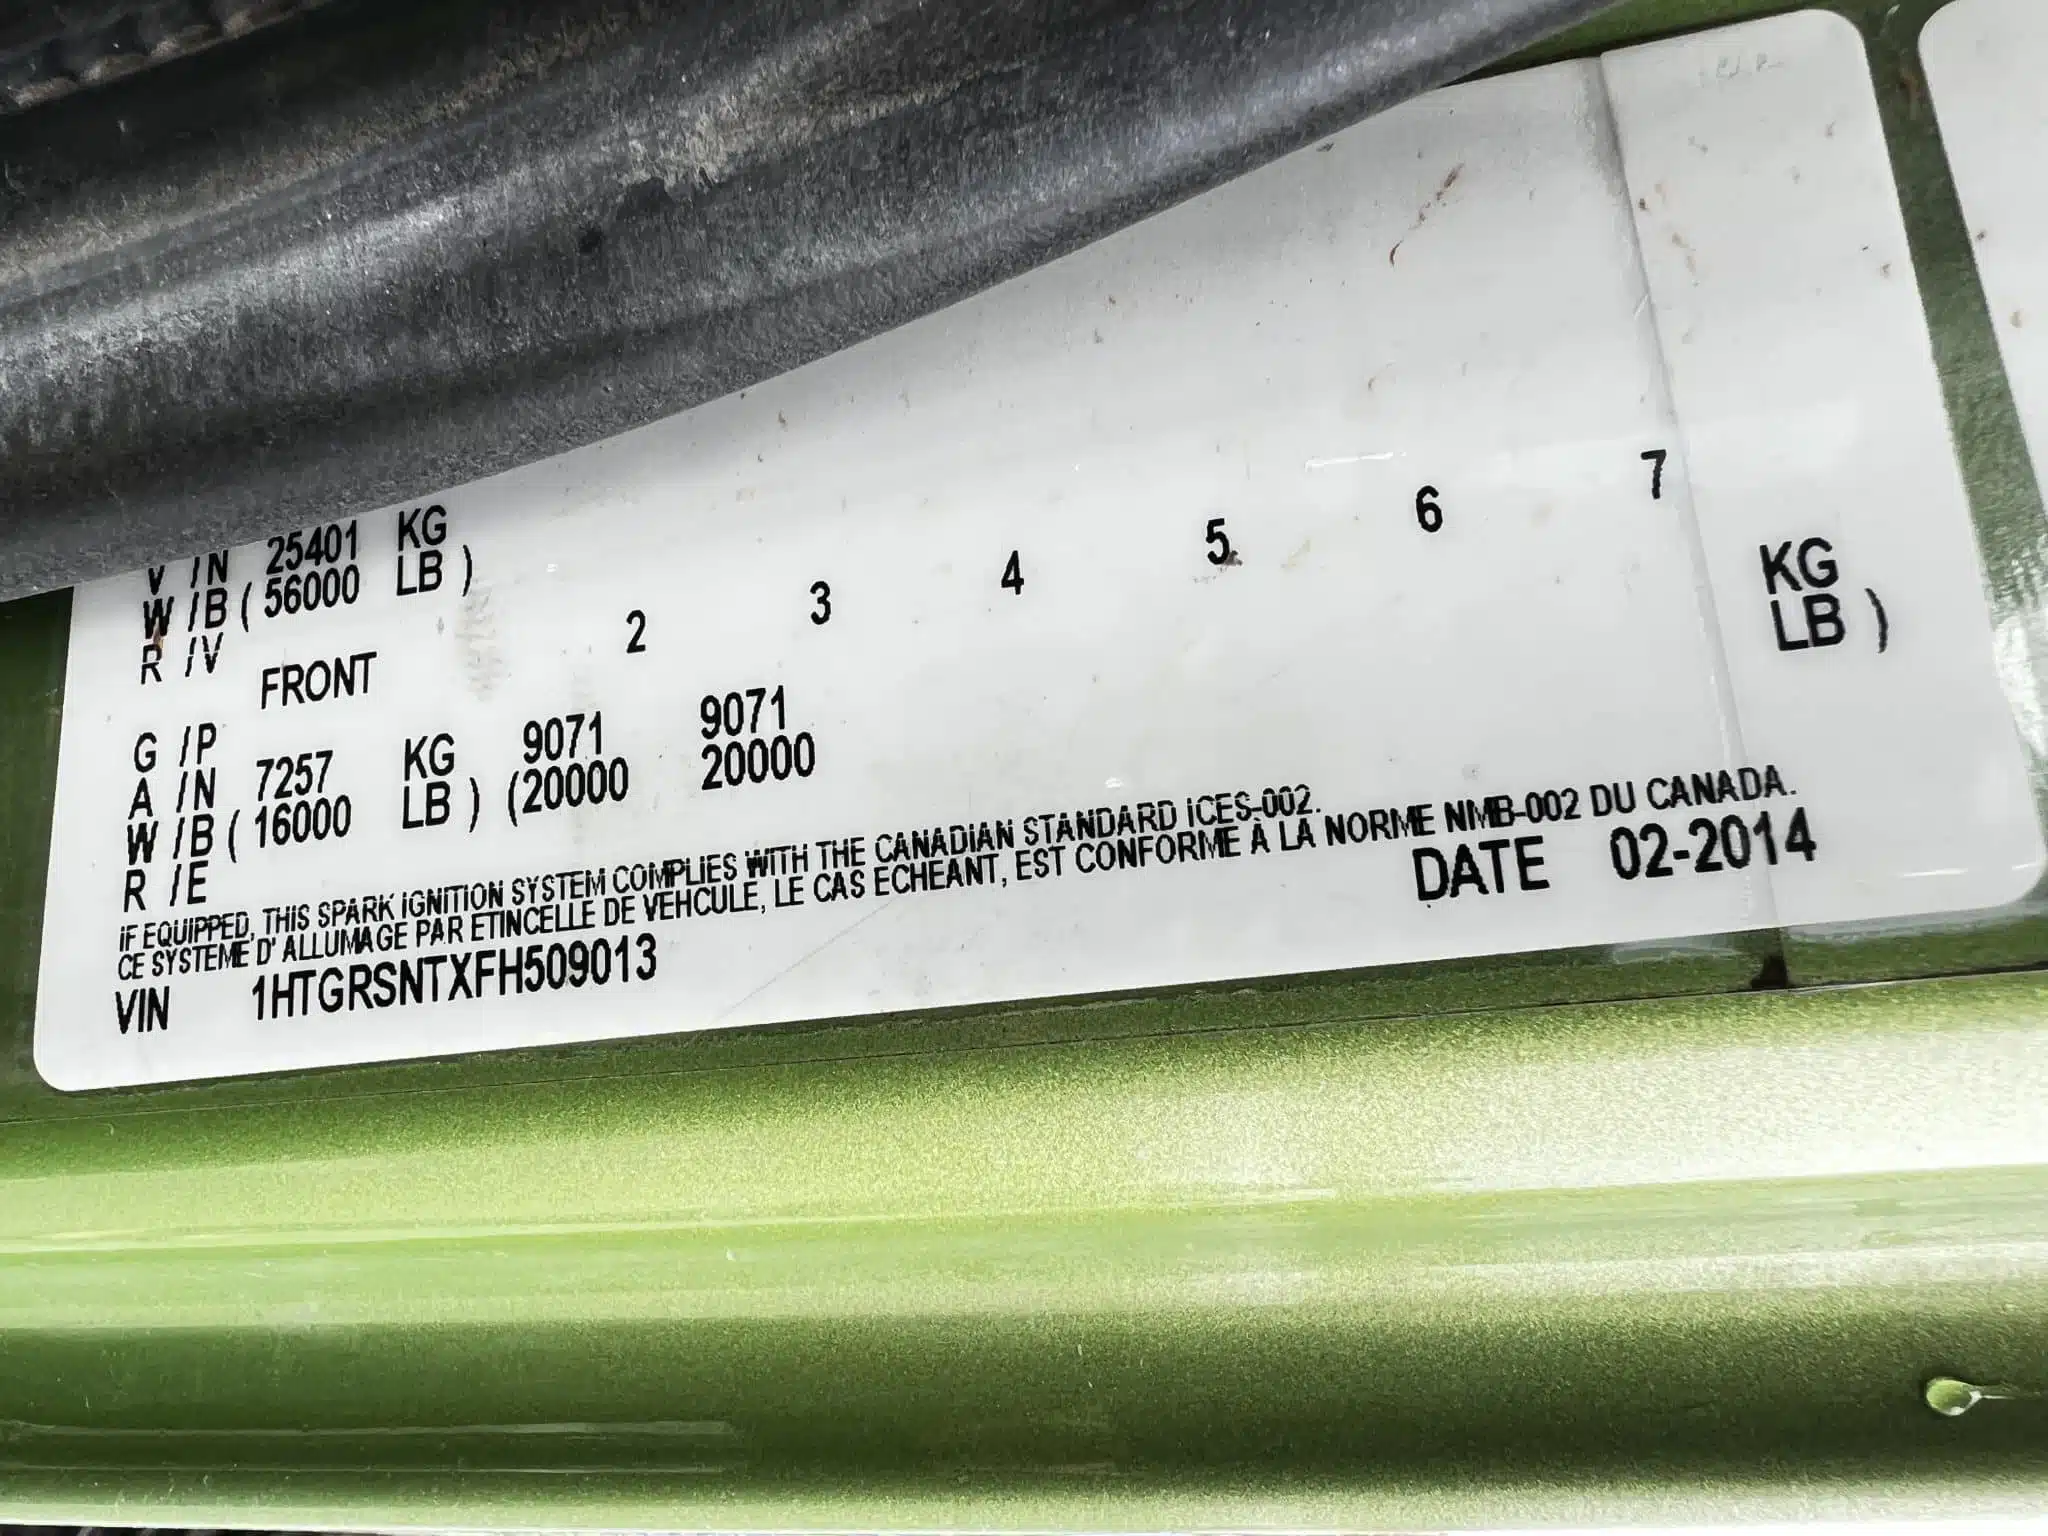 V /N 25401 KG
W /B ( 56000 LB )
R /V
FRONT 2 3 4 5 6 7
G /P
A /N 7257 KG 9071 9071 KG
W /B ( 16000 LB ) (20000 20000 LB )
R /E
IF EQUIPPED, THIS SPARK IGNITION SYSTEM COMPLIES WITH THE CANADIAN STANDARD ICES-002.
CE SYSTEME D' ALLUMAGE PAR ETINCELLE DE VEHCULE, LE CAS ECHEANT, EST CONFORME À LA NORME NMB-002 DU CANADA.
VIN 1HTGRSNTXFH509013 DATE 02-2014